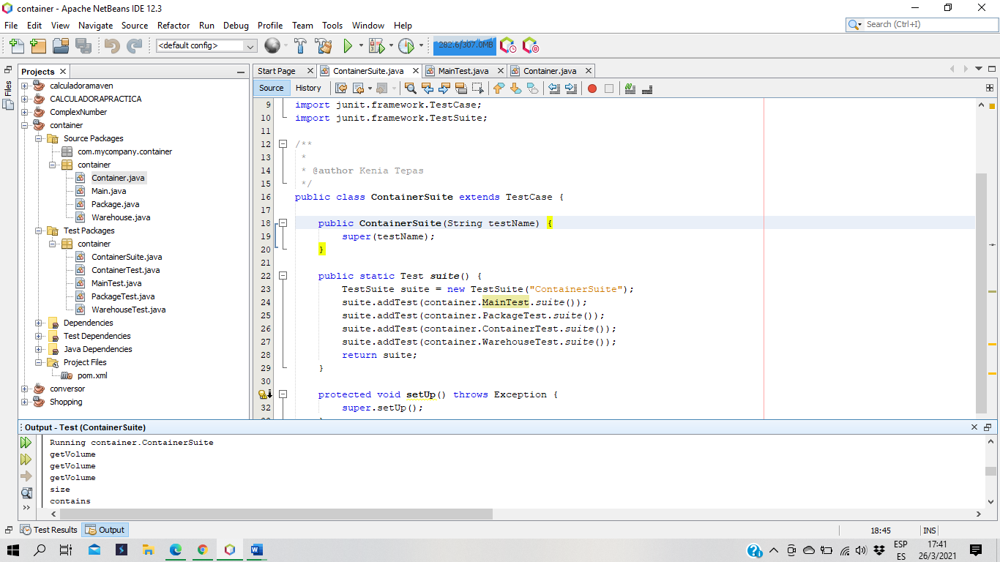 container - Apache NetBeans IDE 12.3
File Edit View Navigate Source Refactor Run Debug Profile Team Tools Window Help
Search (Ctrl+I)
<default config>
282.6/307.0MB
Files
Projects
calculadoramaven
CALCULADORAPRACTICA
ComplexNumber
container
Source Packages
com.mycompany.container
container
Container.java
Main.java
Package.java
Warehouse.java
Test Packages
container
ContainerSuite.java
ContainerTest.java
MainTest.java
PackageTest.java
WarehouseTest.java
Dependencies
Test Dependencies
Java Dependencies
Project Files
pom.xml
conversor
Shopping
Start Page ContainerSuite.java MainTest.java Container.java
Source History
9 import junit.framework.TestCase;
10 import junit.framework.TestSuite;
11
12 /**
13 *
14 * @author Kenia Tepas
15 */
16 public class ContainerSuite extends TestCase {
17
18 public ContainerSuite(String testName) {
19 super(testName);
20 }
21
22 public static Test suite() {
23 TestSuite suite = new TestSuite("ContainerSuite");
24 suite.addTest(container.MainTest.suite());
25 suite.addTest(container.PackageTest.suite());
26 suite.addTest(container.ContainerTest.suite());
27 suite.addTest(container.WarehouseTest.suite());
28 return suite;
29 }
30
protected void setUp() throws Exception {
32 super.setUp();
Output - Test (ContainerSuite)
Running container.ContainerSuite
getVolume
getVolume
getVolume
size
contains
Test Results Output
18:45 INS
ESP
ES
17:41
26/3/2021